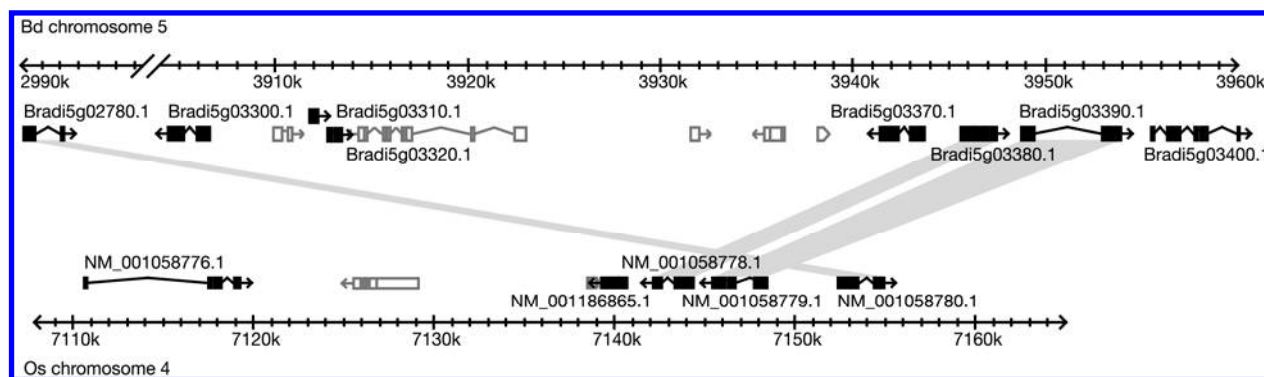 Bd chromosome 5
2990k 3910k 3920k 3930k 3940k 3950k 3960k
Bradi5g02780.1 Bradi5g03300.1 Bradi5g03310.1 Bradi5g03370.1 Bradi5g03390.1
Bradi5g03320.1 Bradi5g03380.1 Bradi5g03400.1
NM_001058776.1 NM_001058778.1
NM_001186865.1 NM_001058779.1 NM_001058780.1
7110k 7120k 7130k 7140k 7150k 7160k
Os chromosome 4